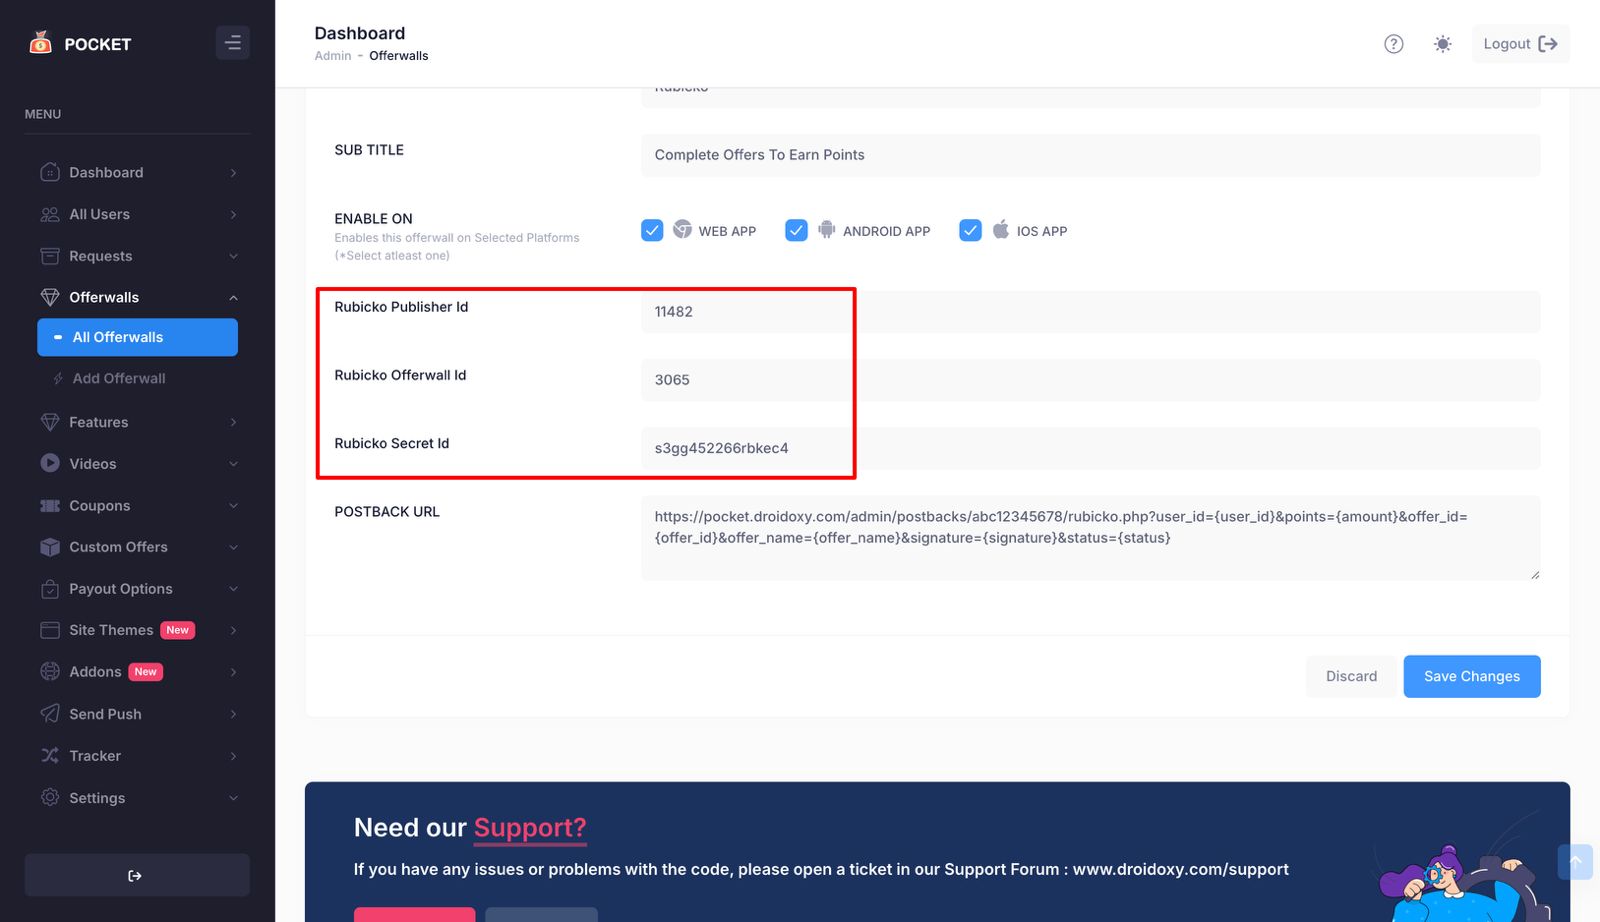 POCKET
Dashboard
Admin - Offerwalls
Logout
MENU
Dashboard
All Users
Requests
Offerwalls
All Offerwalls
Add Offerwall
Features
Videos
Coupons
Custom Offers
Payout Options
Site Themes New
Addons New
Send Push
Tracker
Settings
Rubicko
SUB TITLE
Complete Offers To Earn Points
ENABLE ON
Enables this offerwall on Selected Platforms
(*Select atleast one)
WEB APP
ANDROID APP
IOS APP
Rubicko Publisher Id
11482
Rubicko Offerwall Id
3065
Rubicko Secret Id
s3gg452266rbkec4
POSTBACK URL
https://pocket.droidoxy.com/admin/postbacks/abc12345678/rubicko.php?user_id={user_id}&points={amount}&offer_id=
{offer_id}&offer_name={offer_name}&signature={signature}&status={status}
Discard
Save Changes
Need our Support?
If you have any issues or problems with the code, please open a ticket in our Support Forum : www.droidoxy.com/support